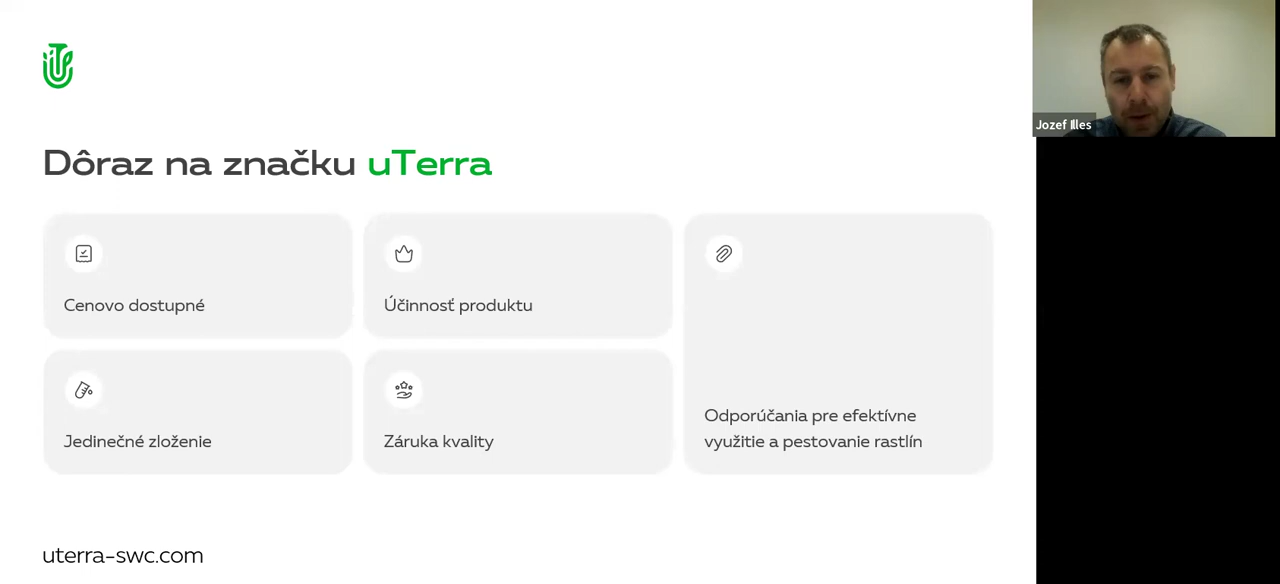 Dôraz na značku uTerra
Cenovo dostupné
Účinnosť produktu
Jedinečné zloženie
Záruka kvality
Odporúčania pre efektívne
využitie a pestovanie rastlín
uterra-swc.com
Jozef Illes